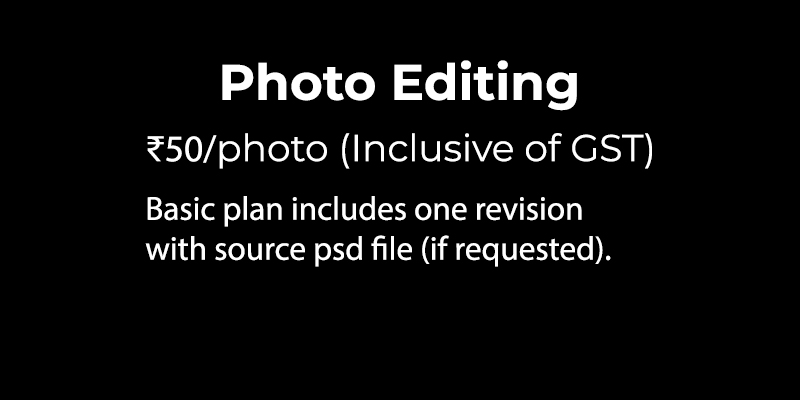 Photo Editing
₹50/photo (Inclusive of GST)
Basic plan includes one revision
with source psd file (if requested).